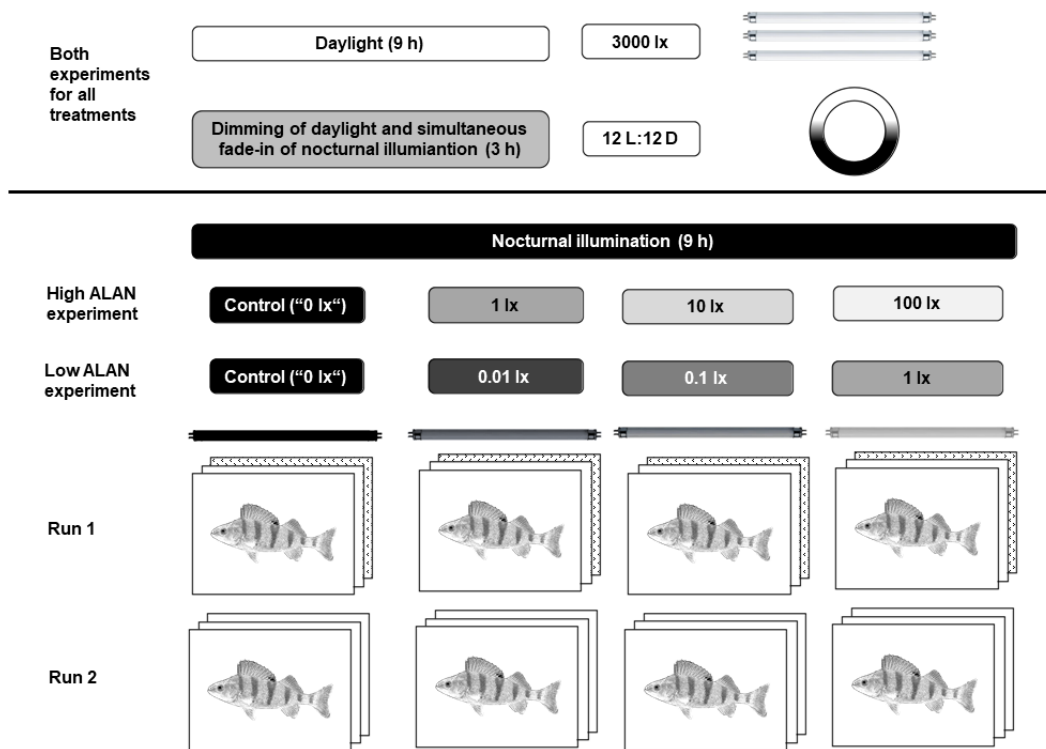 Both
experiments
for all
treatments
Daylight (9 h)
3000 lx
Dimming of daylight and simultaneous
fade-in of nocturnal illumiantion (3 h)
12 L:12 D
Nocturnal illumination (9 h)
High ALAN
experiment
Control (“0 lx“)
1 lx
10 lx
100 lx
Low ALAN
experiment
Control (“0 lx“)
0.01 lx
0.1 lx
1 lx
Run 1
Run 2